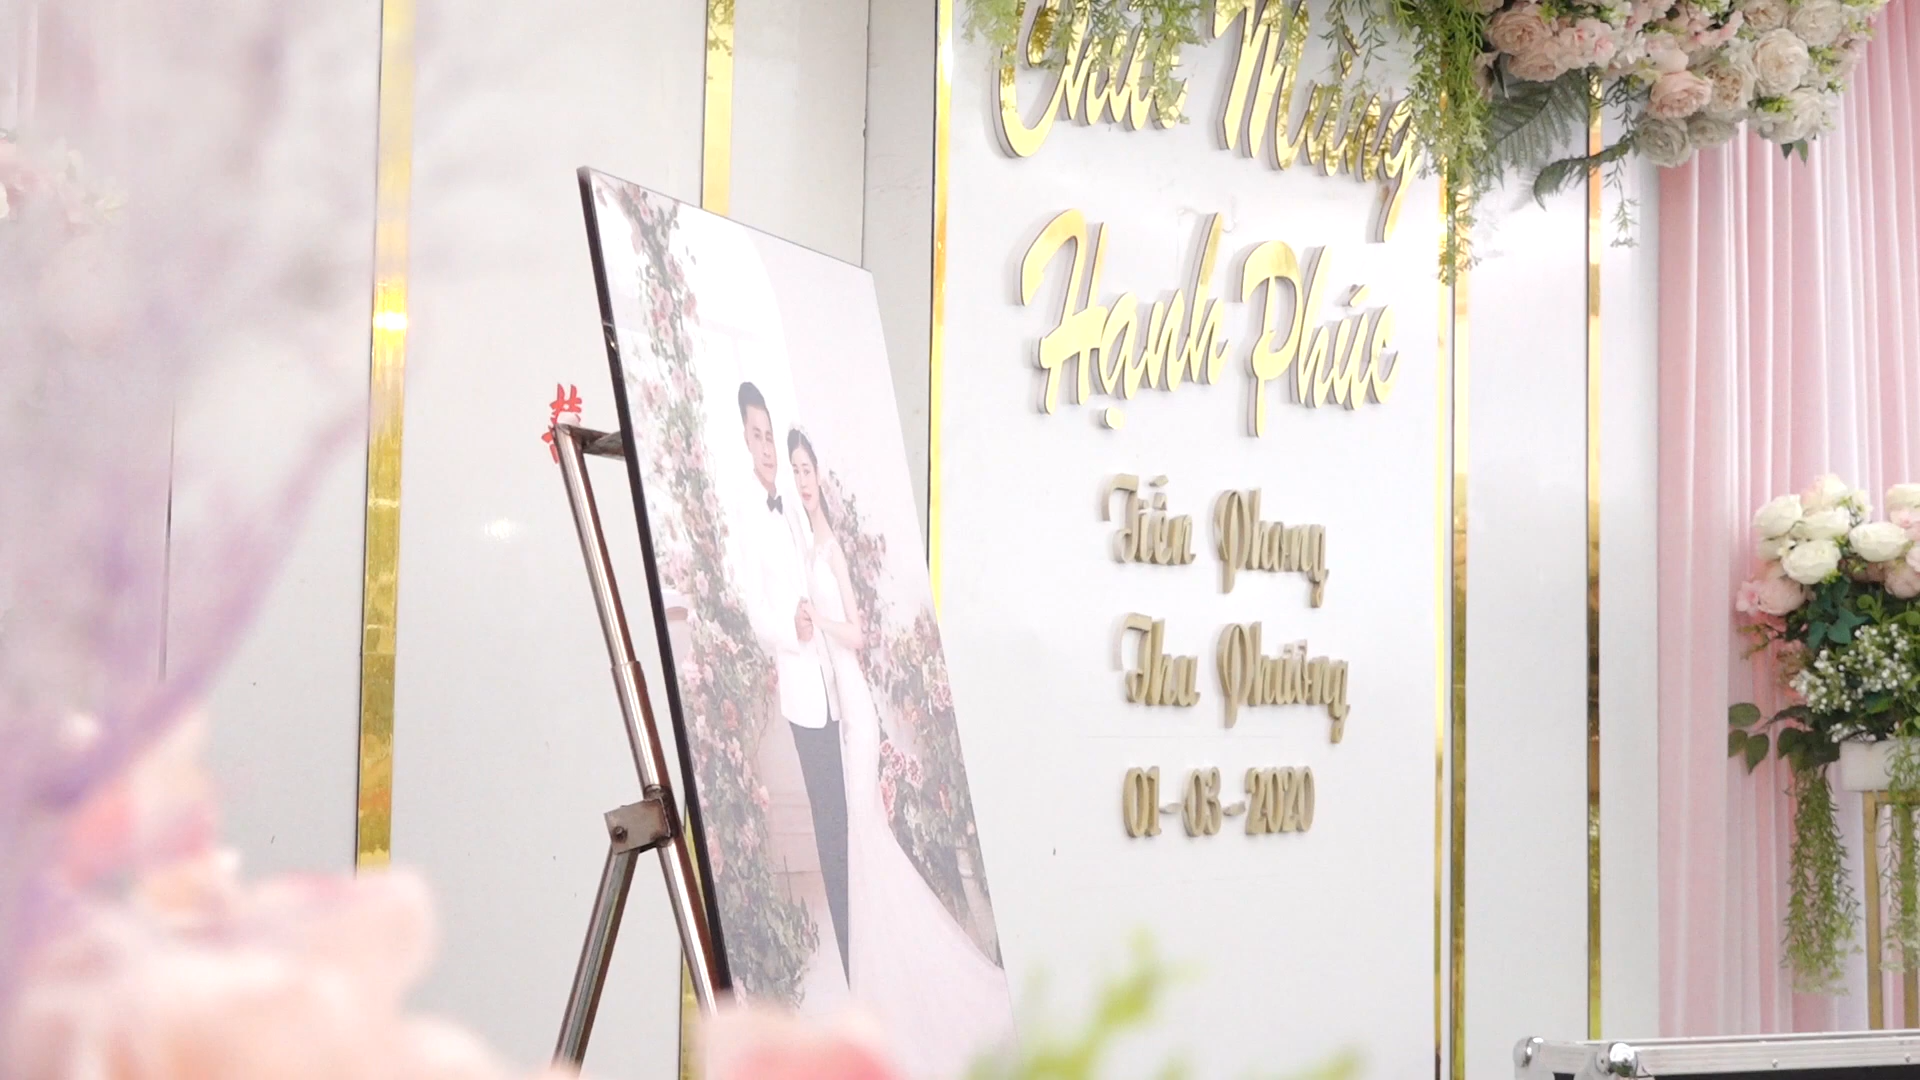 Chúc Mừng
Hạnh Phúc
Tiến Phong
Thu Phương
01-03-2020